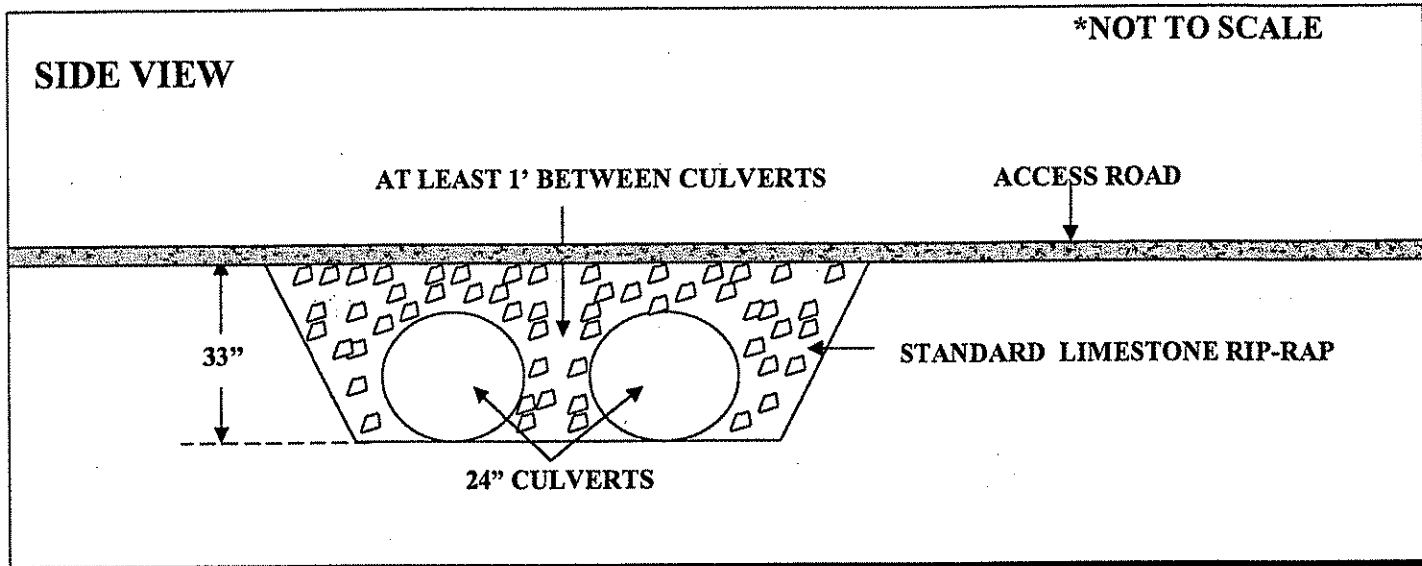 *NOT TO SCALE
SIDE VIEW
AT LEAST 1’ BETWEEN CULVERTS
ACCESS ROAD
33”
STANDARD LIMESTONE RIP-RAP
24” CULVERTS